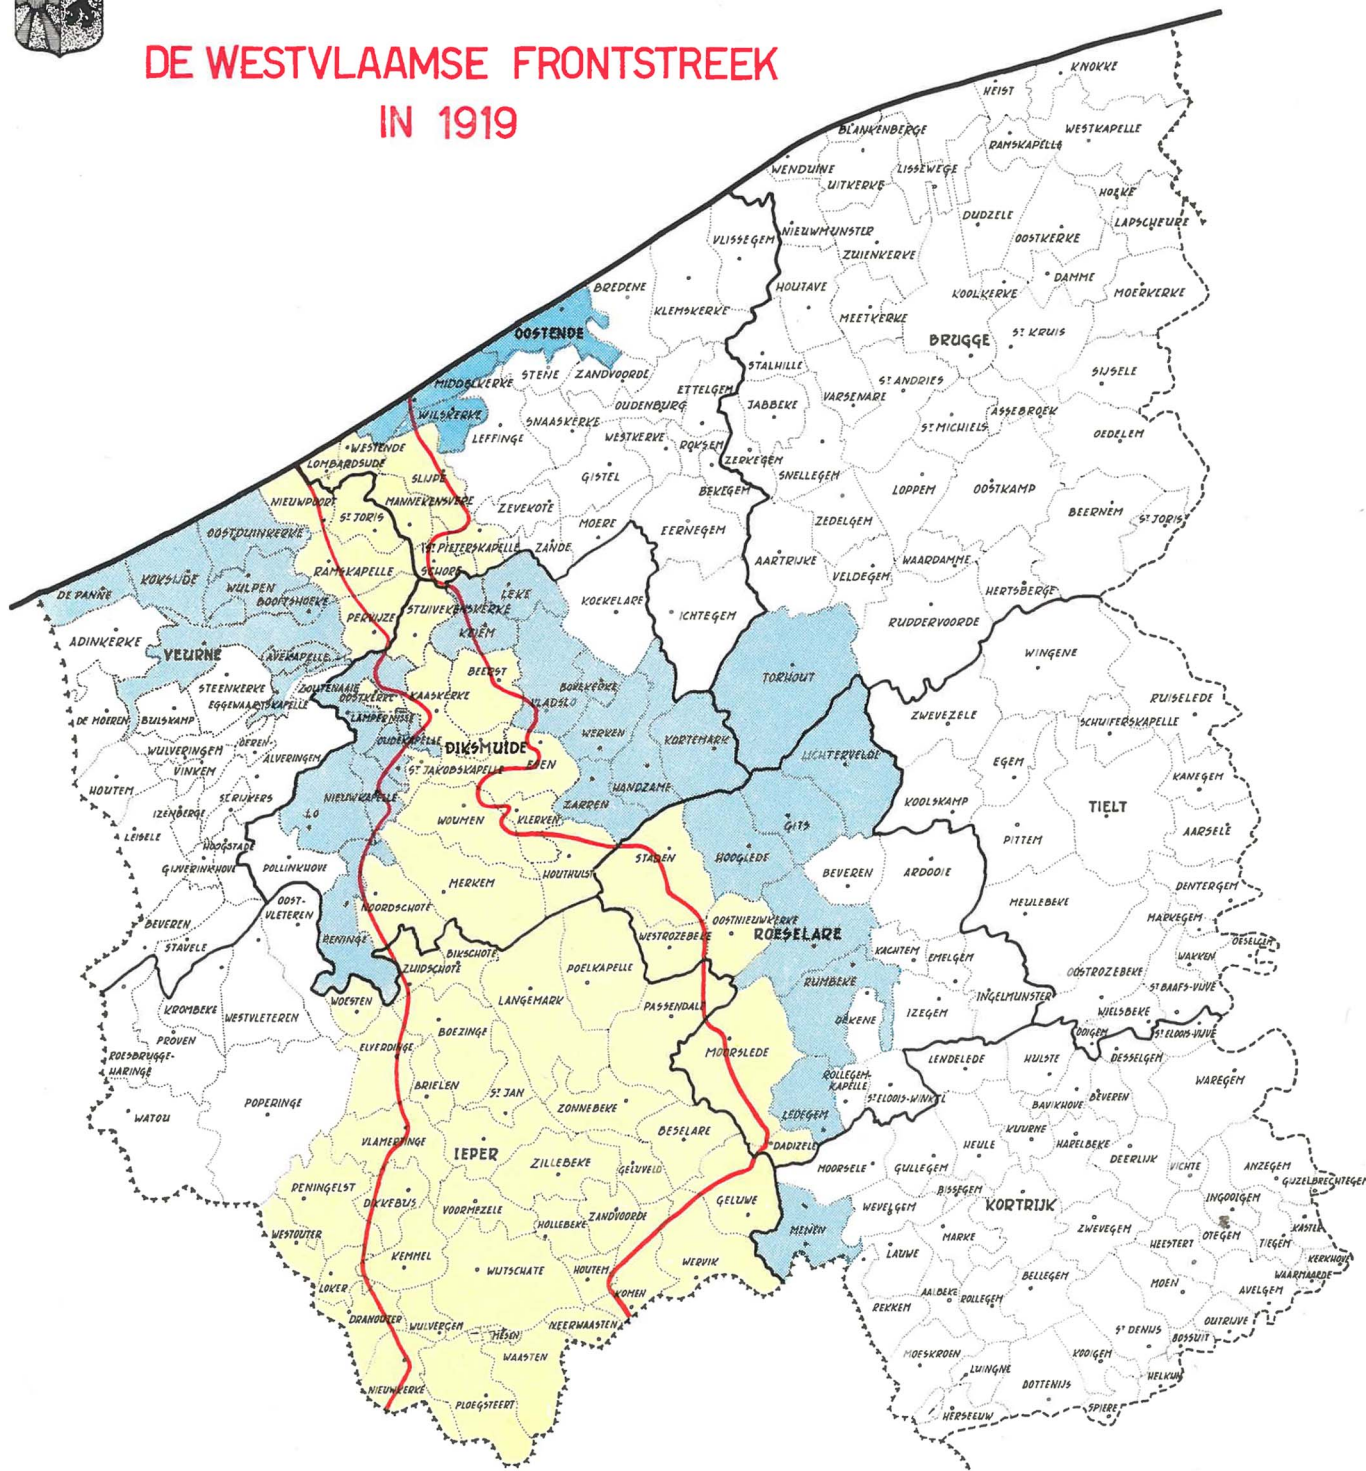 DE WESTVLAAMSE FRONTSTREEK
IN 1919
KNOKKE
HEIST
BLANKENBERGE
RAMSKAPELLE
WESTKAPELLE
WENDUINE
LISSEWEGE
UITKERKE
HOEKE
DUDZELE
LAPSCHEURE
NIEUWMUNSTER
VLISSEGEM
OOSTKERKE
ZUIENKERKE
DAMME
BREDENE
HOUTAVE
KOOLKERKE
MOERKERKE
KLEMSKERKE
MEETKERKE
OOSTENDE
ST KRUIS
BRUGGE
STALHILLE
SIJSELE
STENE
ZANDVOORDE
MIDDELKERKE
ST ANDRIES
ETTELGEM
VARSENARE
OUDENBURG
JABBEKE
ASSEBROEK
WILSKERKE
SNAASKERKE
ST MICHIELS
OEDELEM
LEFFINGE
WESTKERKE
ROKSEM
WESTENDE
ZERKEGEM
LOMBARDSIJDE
SLIJPE
GISTEL
SNELLEGEM
BEKEGEM
LOPPEM
OOSTKAMP
NIEUWPOORT
MANNEKENSVERE
ZEVEKOTE
BEERNEM
ST JORIS
ST JORIS
MOERE
EERNEGEM
ZEDELGEM
OOSTDUINKERKE
ST PIETERSKAPELLE
ZANDE
AARTRIJKE
WAARDAMME
RAMSKAPELLE
SCHORE
VELDEGEM
KOKSIJDE
WULPEN
HERTSBERGE
DE PANNE
BOOITSHOEKE
LEKE
KOEKELARE
STUIVEKENSKERKE
PERVIJZE
ICHTEGEM
RUDDERVOORDE
KEIEM
ADINKERKE
VEURNE
AVEKAPELLE
WINGENE
BEERST
TORHOUT
STEENKERKE
ZOUTENAAIE
OOSTKERKE
KAASKERKE
BOVEKERKE
VLADSLO
EGGEWAARTSKAPELLE
RUISELEDE
DE MOEREN
BULSKAMP
LAMPERNISSE
ZWEVEZELE
SCHUIFERSKAPELLE
WERKEN
KORTEMARK
OUDEKAPELLE
DIKSMUIDE
WULVERINGEM
OEREN
LICHTERVELDE
VINKEM
ALVERINGEM
ST JAKOBSKAPELLE
ESEN
EGEM
KANEGEM
HOUTEM
HANDZAME
ST RIJKERS
NIEUWKAPELLE
ZARREN
KOOLSKAMP
TIELT
IZENBERGE
LO
WOUMEN
KLERKEN
GITS
AARSELE
LEISELE
HOOGSTADE
PITTEM
GIJVERINKHOVE
POLLINKHOVE
STADEN
HOOGLEDE
BEVEREN
ARDOOIE
HOUTHULST
MERKEM
DENTERGEM
OOST-
VLETEREN
NOORDSCHOTE
MEULEBEKE
MARKEGEM
OOSTNIEUWKERKE
BEVEREN
WESTROZEBEKE
ROESELARE
STAVELE
RENINGE
KACHTEM
EMELGEM
OESELGEM
BIKSCHOTE
WAKKEN
ZUIDSCHOTE
POELKAPELLE
OOSTROZEBEKE
RUMBEKE
ST BAAFS-VIJVE
WOESTEN
LANGEMARK
PASSENDALE
INGELMUNSTER
KROMBEKE
WESTVLETEREN
IZEGEM
WIELSBEKE
OEKENE
BOEZINGE
OOIGEM
ST ELOOIS-VIJVE
PROVEN
ELVERDINGE
MOORSLEDE
LENDELEDE
HULSTE
DESSELGEM
ROESBRUGGE-
HARINGE
ROLLEGEM-
KAPELLE
WAREGEM
BRIELEN
ST JAN
ST ELOOIS-WINKEL
POPERINGE
BAVIKHOVE
BEVEREN
WATOU
ZONNEBEKE
LEDEGEM
KUURNE
BESELARE
VLAMERTINGE
DADIZELE
HEULE
HARELBEKE
IEPER
DEERLIJK
ZILLEBEKE
GELUVELD
MOORSELE
GULLEGEM
VICHTE
ANZEGEM
RENINGELST
BISSEGEM
GIJZELBRECHTEGEM
DIKKEBUS
VOORMEZELE
GELUWE
WEVELGEM
KORTRIJK
INGOOIGEM
ZANDVOORDE
HOLLEBEKE
ZWEVEGEM
KASTER
WESTOUTER
MENEN
MARKE
OTEGEM
TIEGEM
HEESTERT
KEMMEL
LAUWE
KERKHOVE
WIJTSCHATE
HOUTEM
WERVIK
BELLEGEM
WAARMAARDE
LOKER
MOEN
AVELGEM
KOMEN
AALBEKE
ROLLEGEM
REKKEM
DRANOUTER
WULVERGEM
NEERWAASTEN
OUTRIJVE
MESEN
ST DENIJS
BOSSUIT
WAASTEN
MOESKROEN
KOOIGEM
LUINGNE
NIEUWKERKE
DOTTENIJS
HELKIJN
PLOEGSTEERT
HERSEEUW
SPIERE